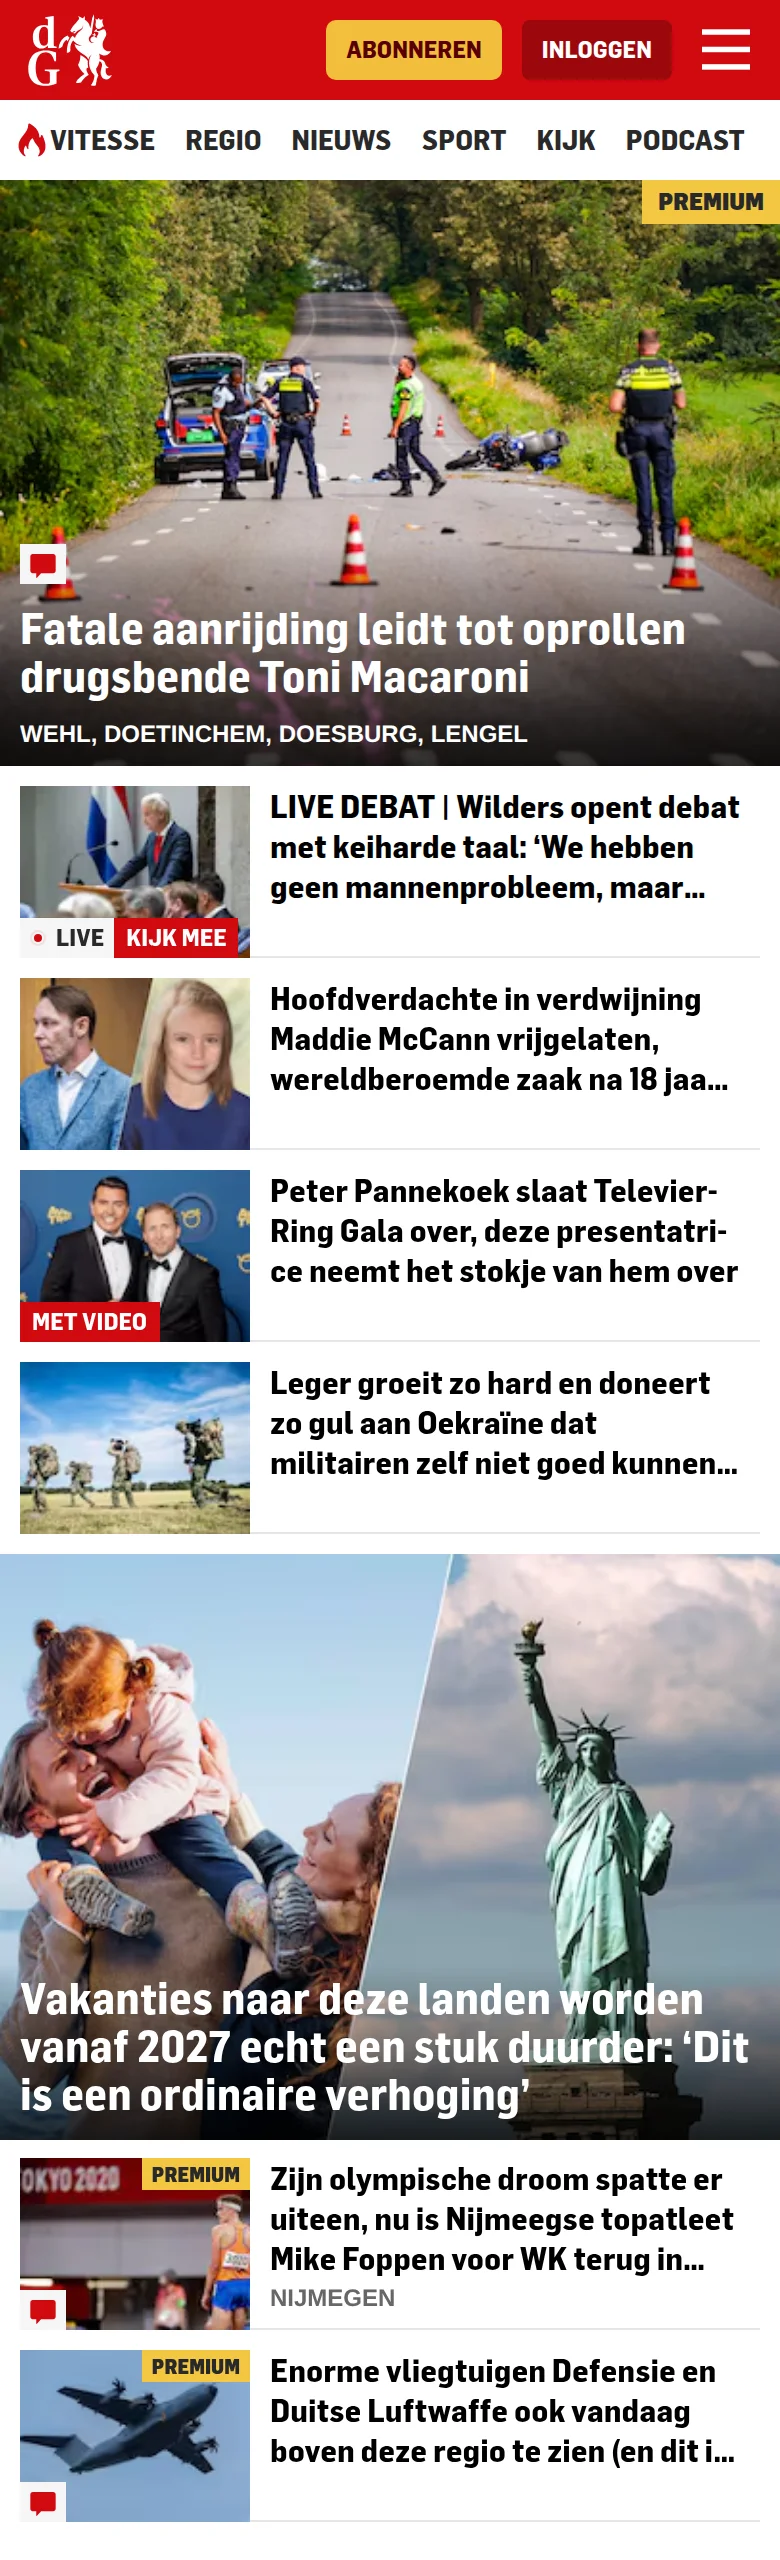 dG
ABONNEREN
INLOGGEN
VITESSE
REGIO
NIEUWS
SPORT
KIJK
PODCAST
PREMIUM
Fatale aanrijding leidt tot oprollen
drugsbende Toni Macaroni
WEHL, DOETINCHEM, DOESBURG, LENGEL
LIVE DEBAT | Wilders opent debat
met keiharde taal: ‘We hebben
geen mannenprobleem, maar...
LIVE
KIJK MEE
Hoofdverdachte in verdwijning
Maddie McCann vrijgelaten,
wereldberoemde zaak na 18 jaa...
Peter Pannekoek slaat Televier-
Ring Gala over, deze presentatri-
ce neemt het stokje van hem over
MET VIDEO
Leger groeit zo hard en doneert
zo gul aan Oekraïne dat
militairen zelf niet goed kunnen...
Vakanties naar deze landen worden
vanaf 2027 echt een stuk duurder: ‘Dit
is een ordinaire verhoging’
TOKYO 2020
PREMIUM
Zijn olympische droom spatte er
uiteen, nu is Nijmeegse topatleet
Mike Foppen voor WK terug in...
NIJMEGEN
PREMIUM
Enorme vliegtuigen Defensie en
Duitse Luftwaffe ook vandaag
boven deze regio te zien (en dit i...